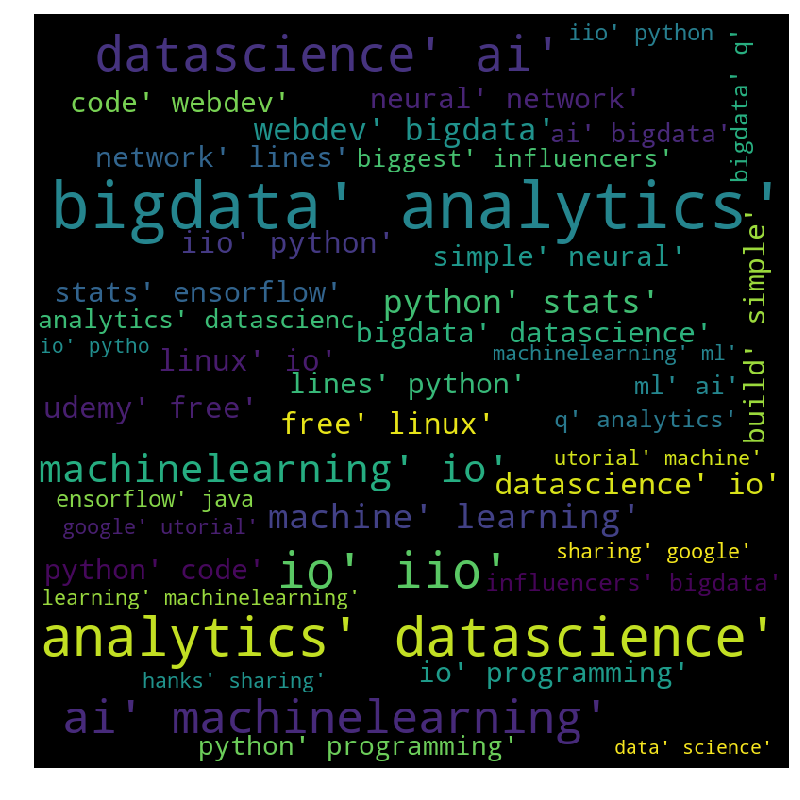 datascience' ai'
iio' python
code' webdev'
neural' network'
bigdata' q'
webdev' bigdata'
ai' bigdata'
network' lines'
biggest' influencers'
bigdata' analytics'
iio' python'
simple' neural'
build' simple'
stats' ensorflow'
python' stats'
analytics' datascienc
bigdata' datascience'
io' pytho
linux' io'
machinelearning' ml'
lines' python'
ml' ai'
udemy' free'
free' linux'
q' analytics'
machinelearning' io'
utorial' machine'
datascience' io'
ensorflow' java
google' utorial'
machine' learning'
sharing' google'
python' code'
io' iio'
influencers' bigdata'
learning' machinelearning'
analytics' datascience'
hanks' sharing'
io' programming'
ai' machinelearning'
python' programming'
data' science'